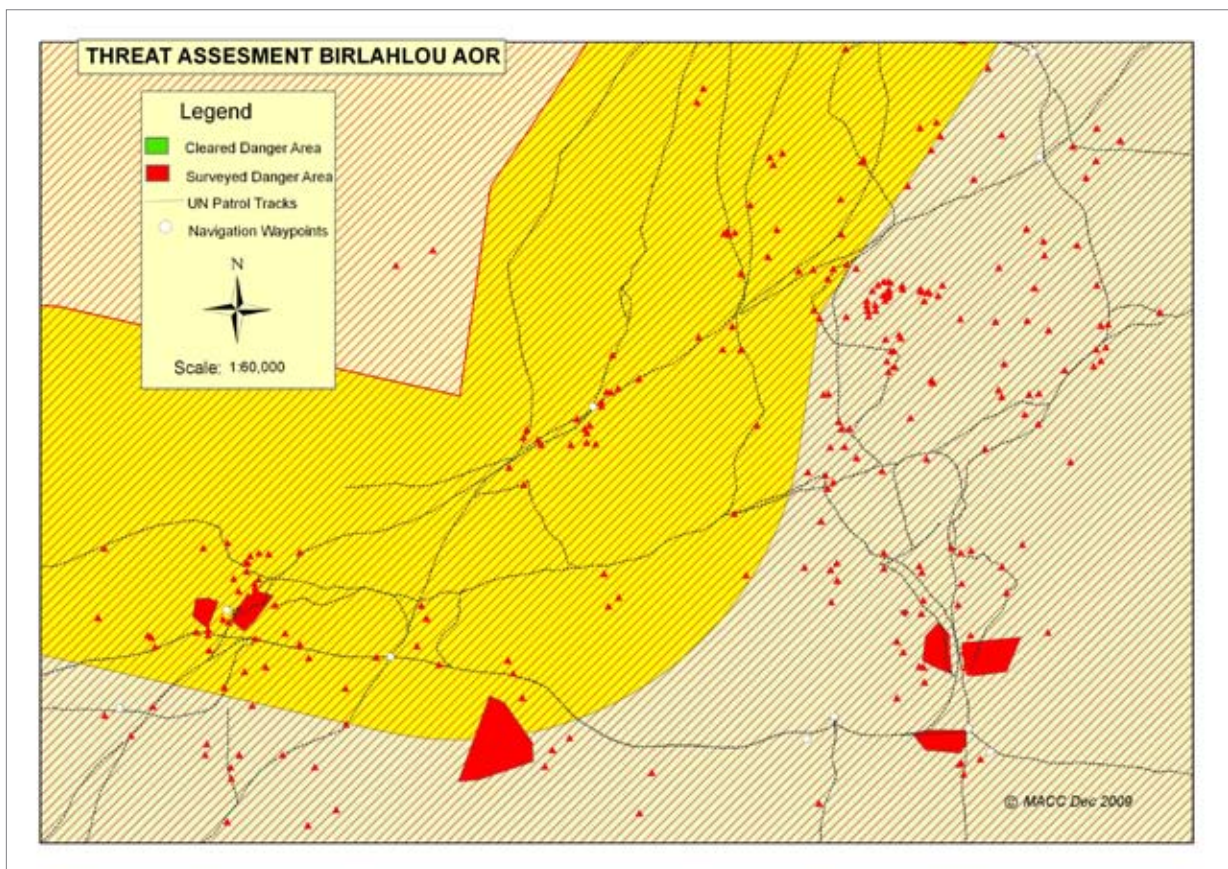 THREAT ASSESMENT BIRLAHLOU AOR
Legend
Cleared Danger Area
Surveyed Danger Area
UN Patrol Tracks
Navigation Waypoints
N
Scale: 1:60,000
© MACC Dec 2009